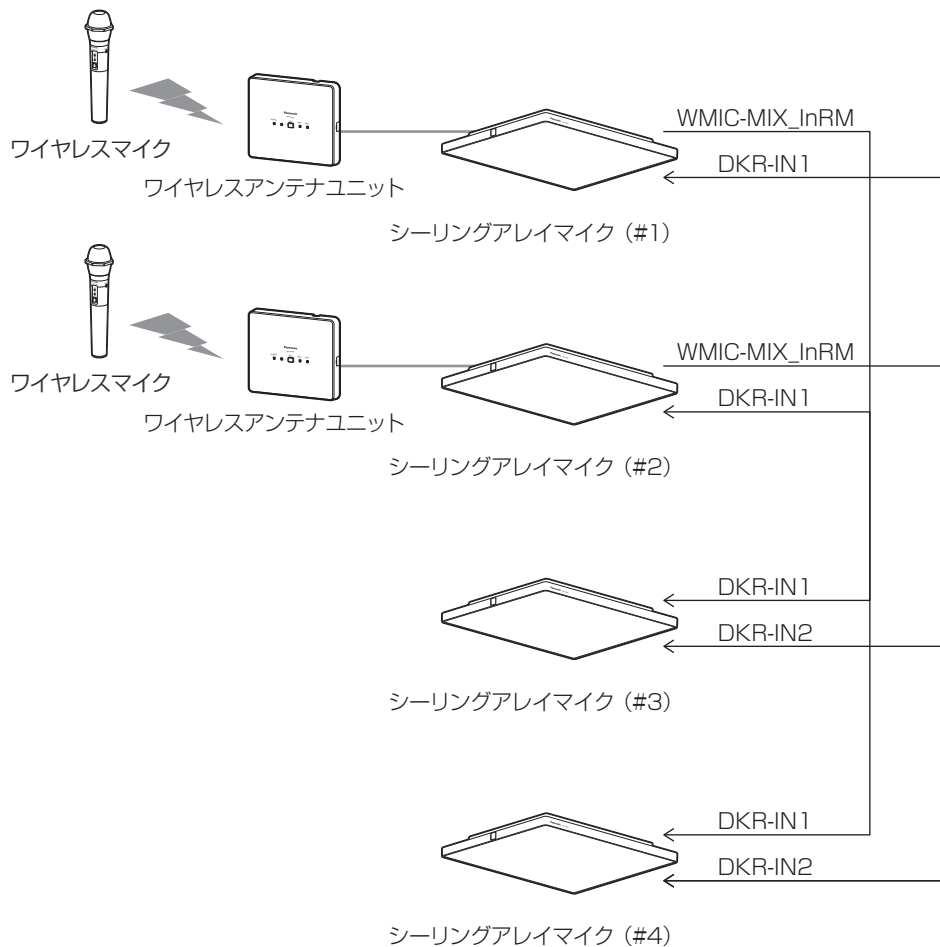 WMIC-MIX_InRM
DKR-IN1
ワイヤレスマイク
ワイヤレスアンテナユニット
シーリングアレイマイク（#1）
WMIC-MIX_InRM
DKR-IN1
ワイヤレスマイク
ワイヤレスアンテナユニット
シーリングアレイマイク（#2）
DKR-IN1
DKR-IN2
シーリングアレイマイク（#3）
DKR-IN1
DKR-IN2
シーリングアレイマイク（#4）